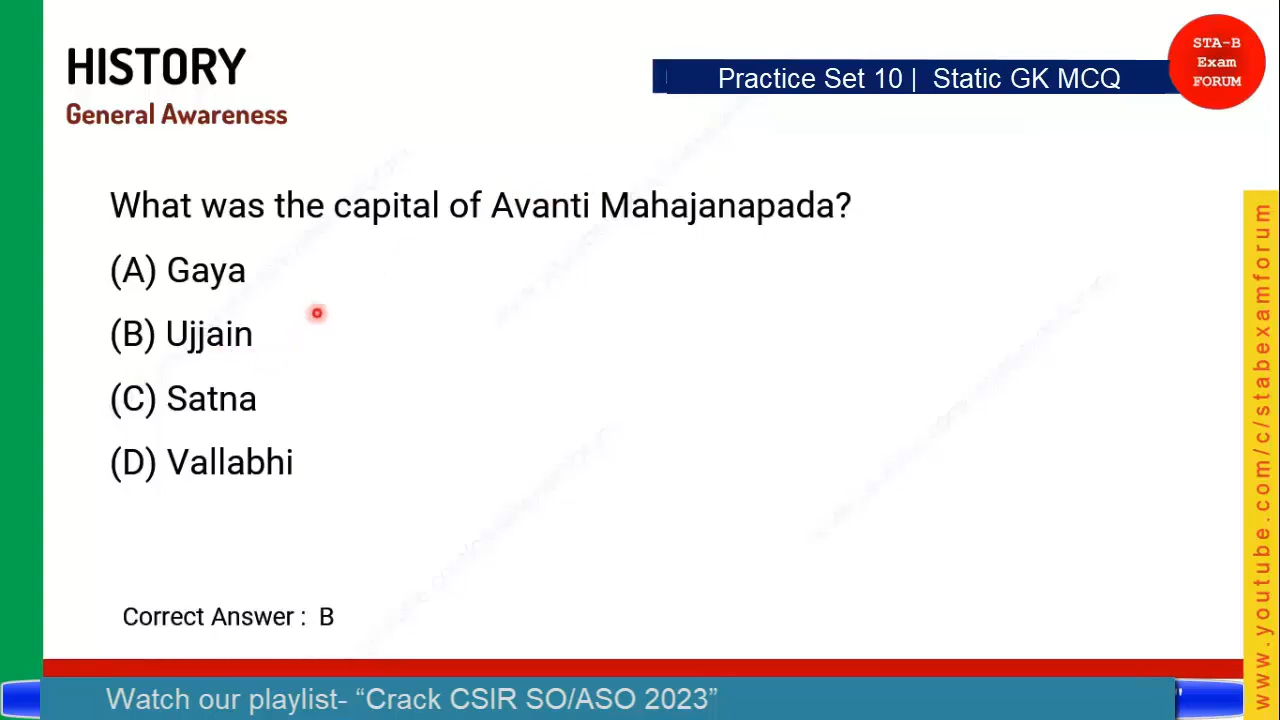 HISTORY
General Awareness
Practice Set 10 | Static GK MCQ
STA-B
Exam
FORUM
What was the capital of Avanti Mahajanapada?
(A) Gaya
(B) Ujjain
(C) Satna
(D) Vallabhi
Correct Answer : B
www.youtube.com/c/stabexamforum
Watch our playlist- “Crack CSIR SO/ASO 2023”